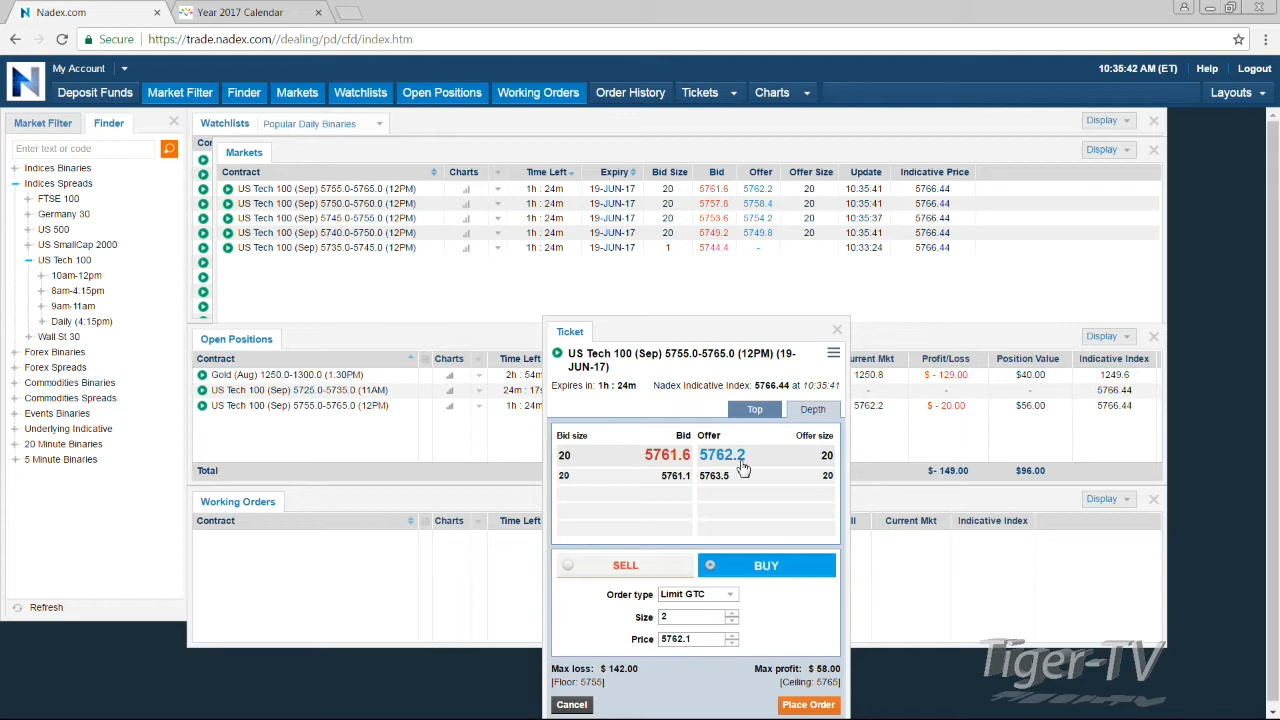 Nadex.com
Year 2017 Calendar
Secure
https://trade.nadex.com//dealing/pd/cfd/index.htm
N
My Account
10:35:42 AM (ET)
Help
Logout
Deposit Funds
Market Filter
Finder
Markets
Watchlists
Open Positions
Working Orders
Order History
Tickets
Charts
Layouts
Market Filter
Finder
Enter text or code
Indices Binaries
Indices Spreads
FTSE 100
Germany 30
US 500
US SmallCap 2000
US Tech 100
10am-12pm
8am-4:15pm
9am-11am
Daily (4:15pm)
Wall St 30
Forex Binaries
Forex Spreads
Commodities Binaries
Commodities Spreads
Events Binaries
Underlying Indicative
20 Minute Binaries
5 Minute Binaries
Refresh
Watchlists Popular Daily Binaries Display
Markets Display
Contract Charts Time Left Expiry Bid Size Bid Offer Offer Size Update Indicative Price
US Tech 100 (Sep) 5755.0-5765.0 (12PM) 1h : 24m 19-JUN-17 20 5761.6 5762.2 20 10:35:41 5766.44
US Tech 100 (Sep) 5750.0-5760.0 (12PM) 1h : 24m 19-JUN-17 20 5757.8 5758.4 20 10:35:41 5766.44
US Tech 100 (Sep) 5745.0-5755.0 (12PM) 1h : 24m 19-JUN-17 20 5753.6 5754.2 20 10:35:37 5766.44
US Tech 100 (Sep) 5740.0-5750.0 (12PM) 1h : 24m 19-JUN-17 20 5749.2 5749.8 20 10:35:41 5766.44
US Tech 100 (Sep) 5735.0-5745.0 (12PM) 1h : 24m 19-JUN-17 1 5744.4 - 10:33:24 5766.44
Open Positions Display
Contract Charts Time Left Current Mkt Profit/Loss Position Value Indicative Index
Gold (Aug) 1250.0-1300.0 (1:30PM) 2h : 54m 1250.8 $ - 129.00 $40.00 1249.6
US Tech 100 (Sep) 5725.0-5735.0 (11AM) 24m : 17s - - - 5766.44
US Tech 100 (Sep) 5755.0-5765.0 (12PM) 1h : 24m 5762.2 $ - 20.00 $56.00 5766.44
Total $- 149.00 $96.00
Working Orders Display
Contract Charts Time Left Current Mkt Indicative Index
Ticket
US Tech 100 (Sep) 5755.0-5765.0 (12PM) (19-
JUN-17)
Expires in: 1h : 24m Nadex Indicative Index: 5766.44 at 10:35:41
Top Depth
Bid size Bid Offer Offer size
20 5761.6 5762.2 20
20 5761.1 5763.5 20
SELL BUY
Order type Limit GTC
Size 2
Price 5762.1
Max loss: $ 142.00 Max profit: $ 58.00
[Floor: 5755] [Ceiling: 5765]
Cancel Place Order
Tiger-TV